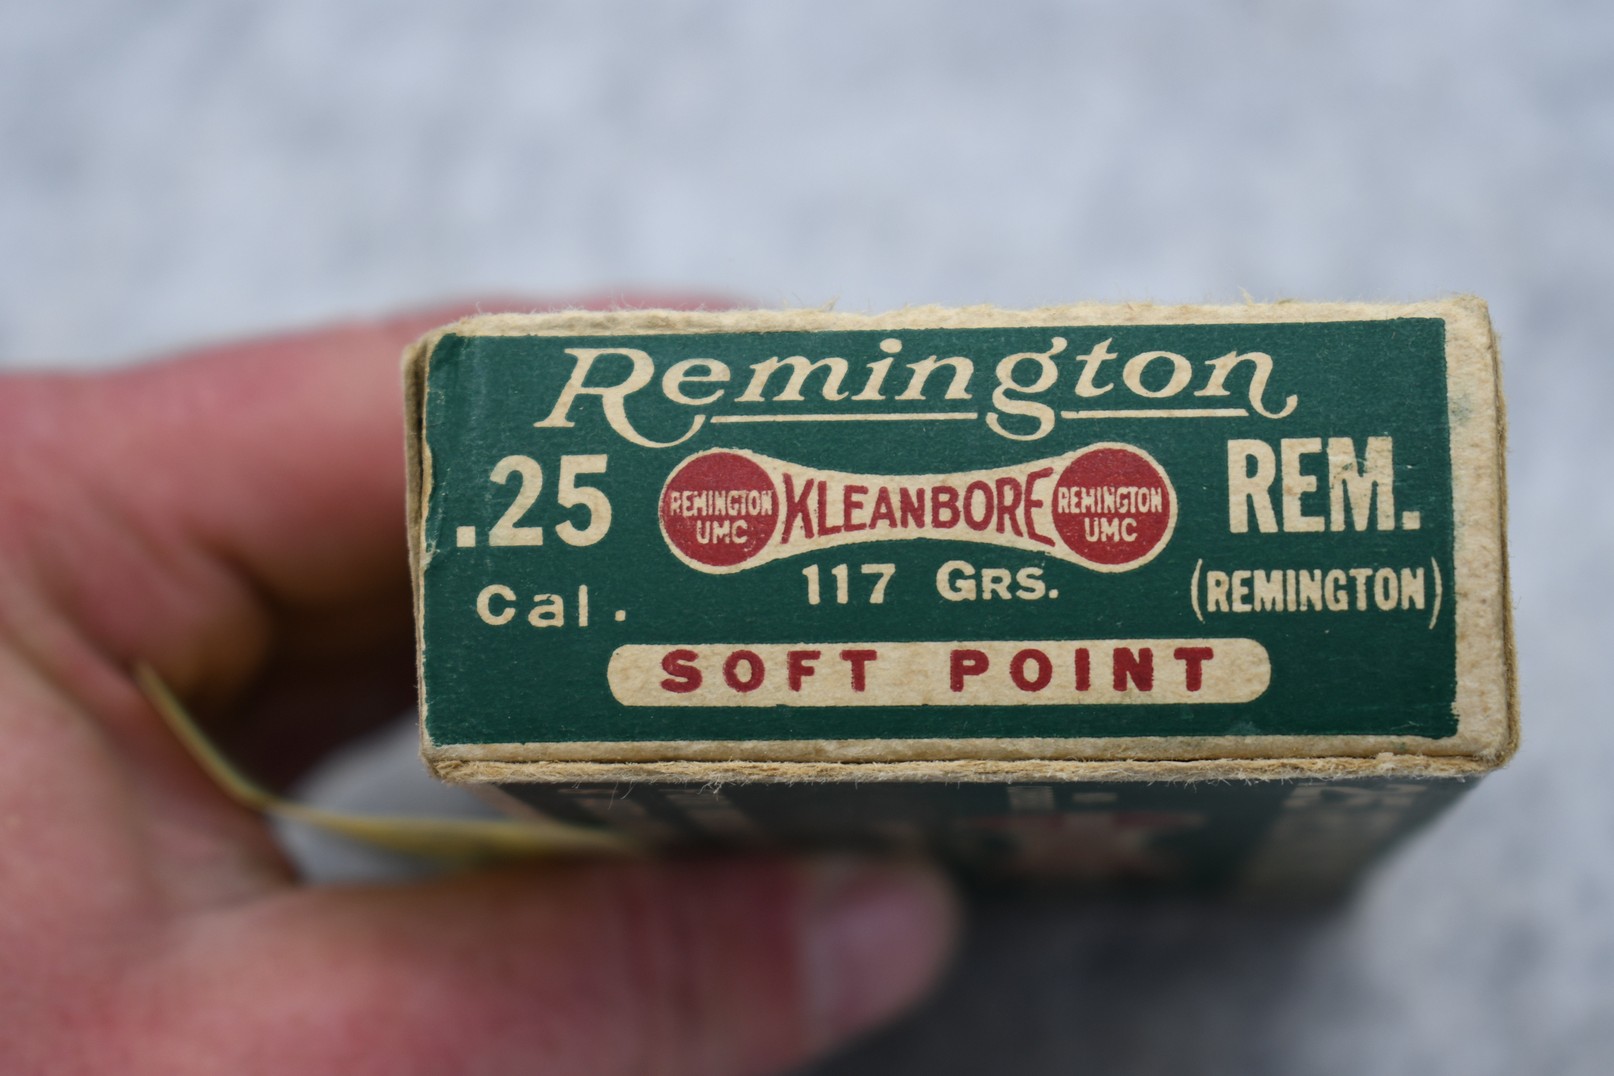 Remington
.25 REMINGTON UMC KLEANBORE REMINGTON UMC REM.
Cal. 117 GRS. (REMINGTON)
SOFT POINT